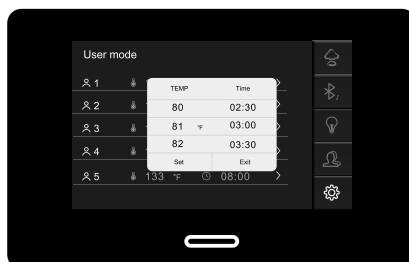 User mode
1
2
3
4
5 133 °F 08:00
TEMP Time
80 02:30
81 °F 03:00
82 03:30
Set Exit